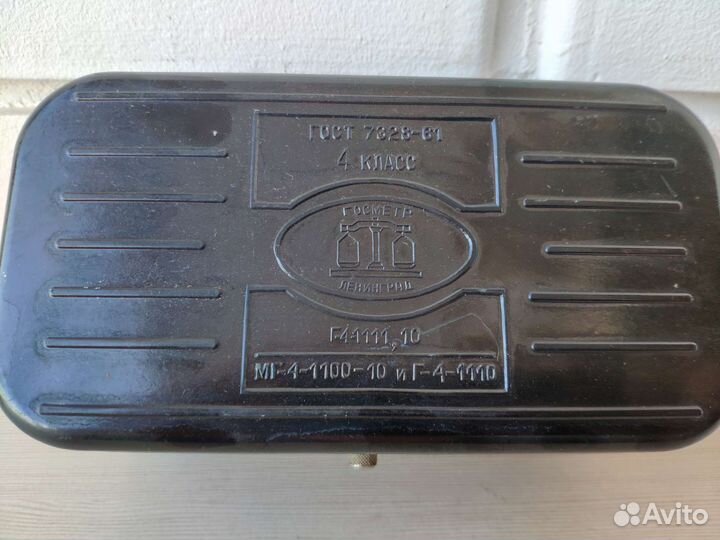 ГОСТ 7328-61
4 КЛАСС
ГОСМЕТР
ЛЕНИНГРАД
Г-4-1111,10
МГ-4-1100-10 и Г-4-1110
Avito